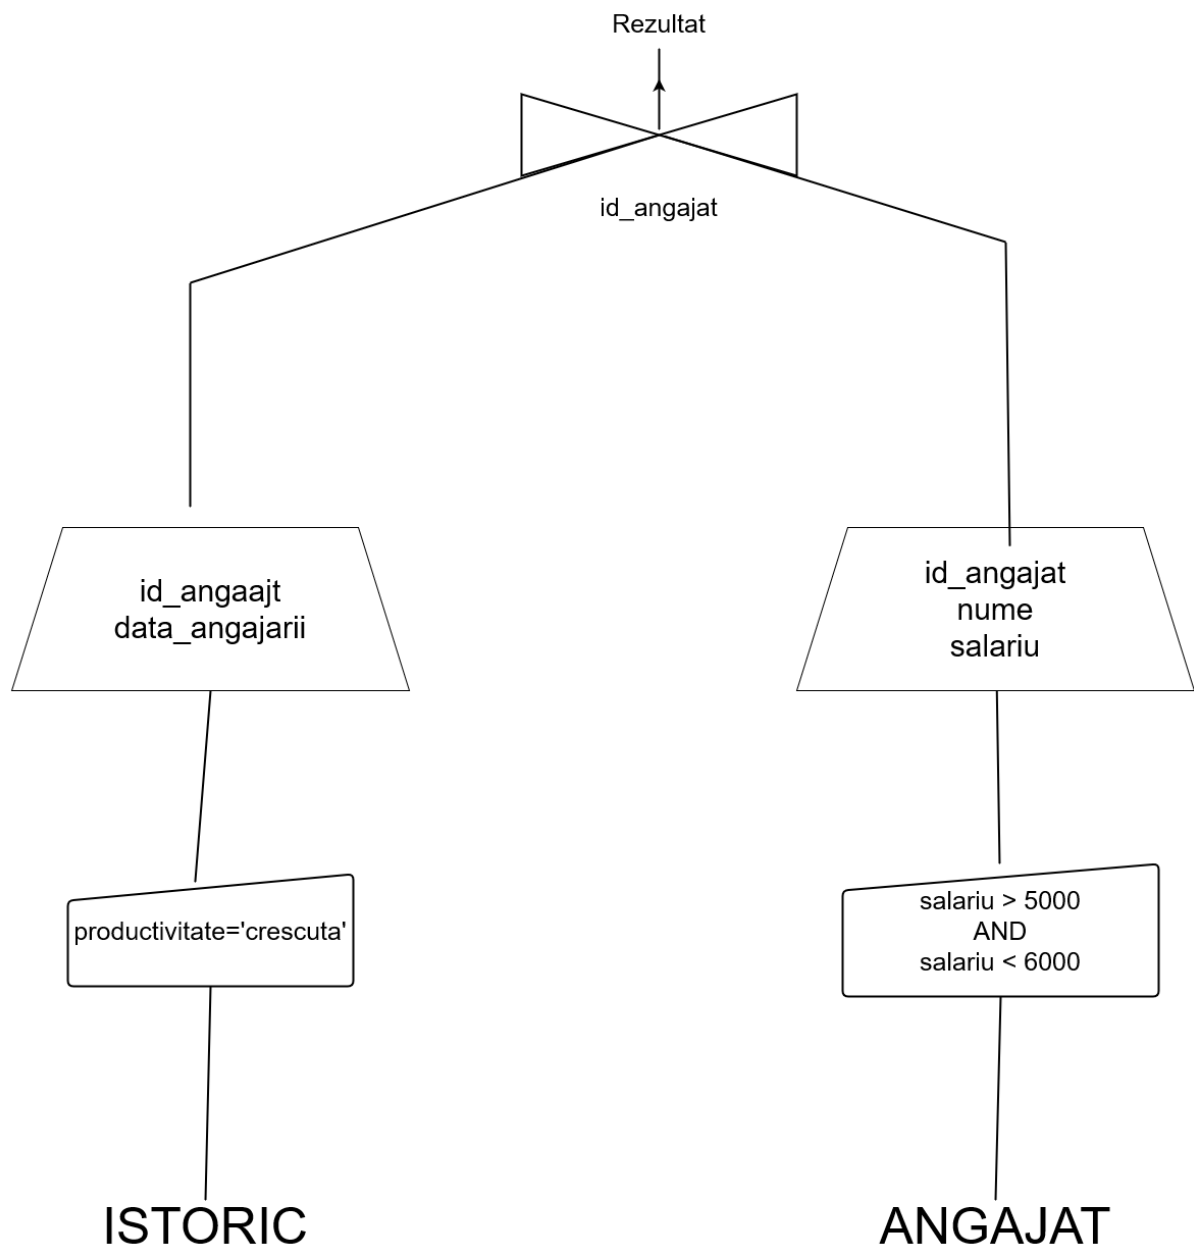 Rezultat
id_angajat
id_angaajt
data_angajarii
id_angajat
nume
salariu
productivitate='crescuta'
salariu > 5000
AND
salariu < 6000
ISTORIC
ANGAJAT